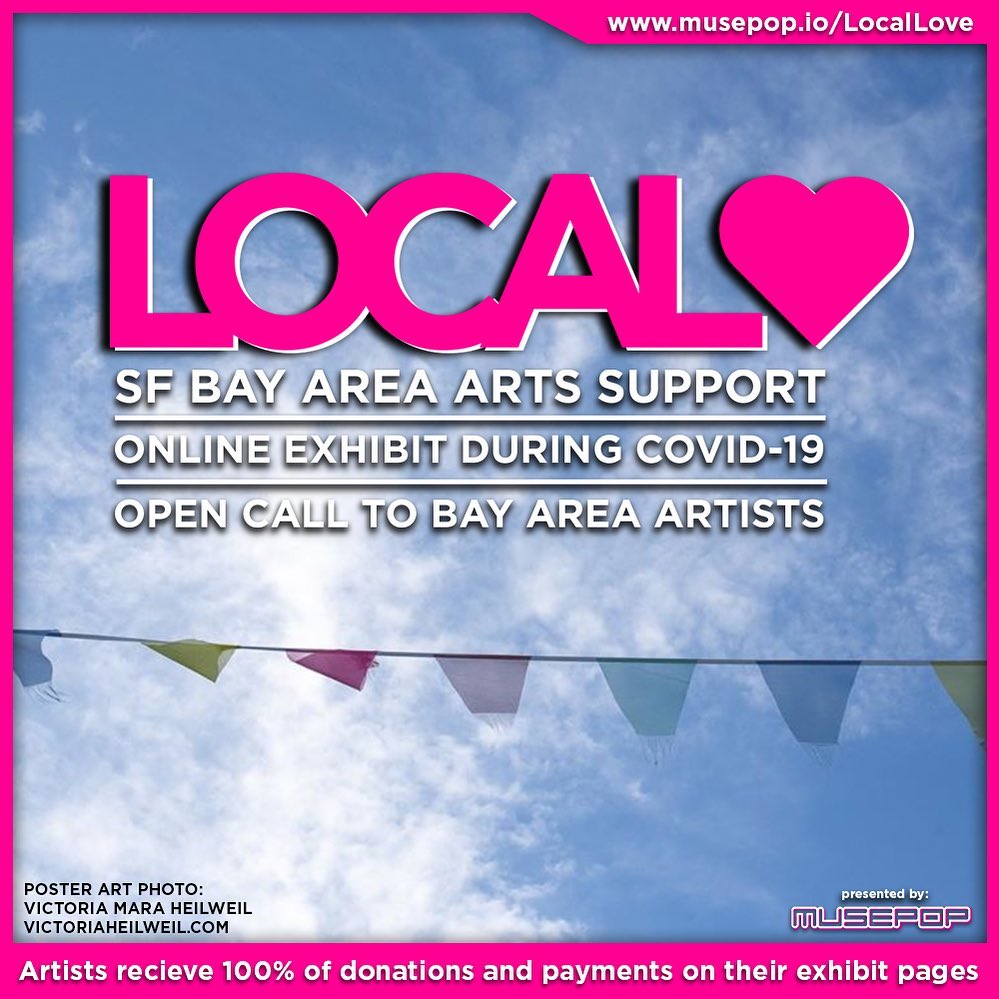 www.musepop.io/LocalLove
LOCAL
SF BAY AREA ARTS SUPPORT
ONLINE EXHIBIT DURING COVID-19
OPEN CALL TO BAY AREA ARTISTS
POSTER ART PHOTO:
VICTORIA MARA HEILWEIL
VICTORIAHEILWEIL.COM
presented by:
MUSEPOP
Artists recieve 100% of donations and payments on their exhibit pages